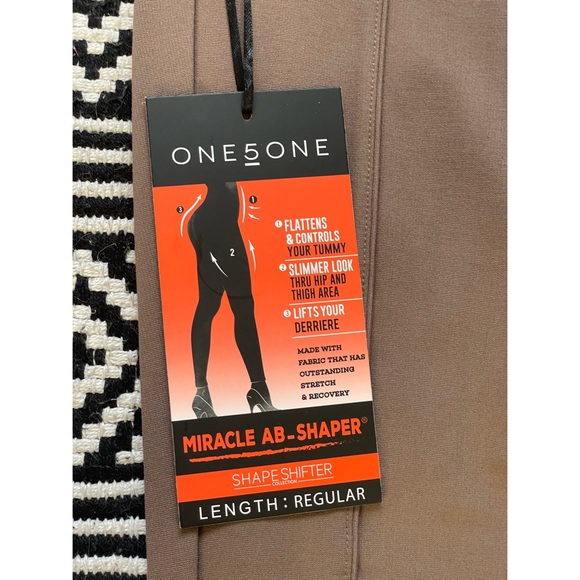 ONE5ONE
3
1
2
1 FLATTENS
& CONTROLS
YOUR TUMMY
2 SLIMMER LOOK
THRU HIP AND
THIGH AREA
3 LIFTS YOUR
DERRIERE
MADE WITH
FABRIC THAT HAS
OUTSTANDING
STRETCH
& RECOVERY
MIRACLE AB-SHAPER®
SHAPE SHIFTER
COLLECTION
LENGTH: REGULAR